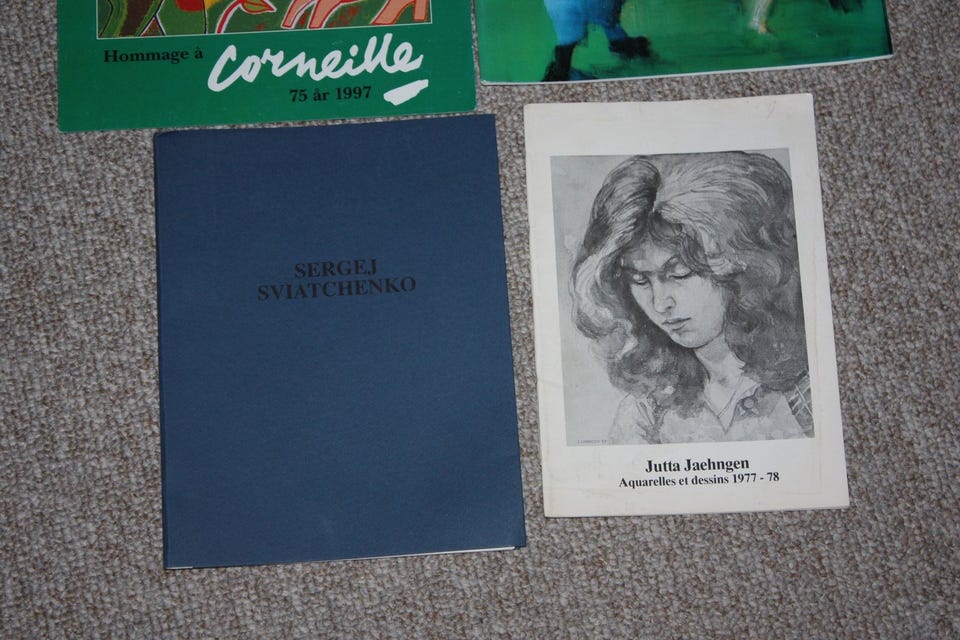 Hommage à Corneille
75 år 1997
SERGEJ
SVIATCHENKO
Jutta Jaehngen
Aquarelles et dessins 1977 - 78